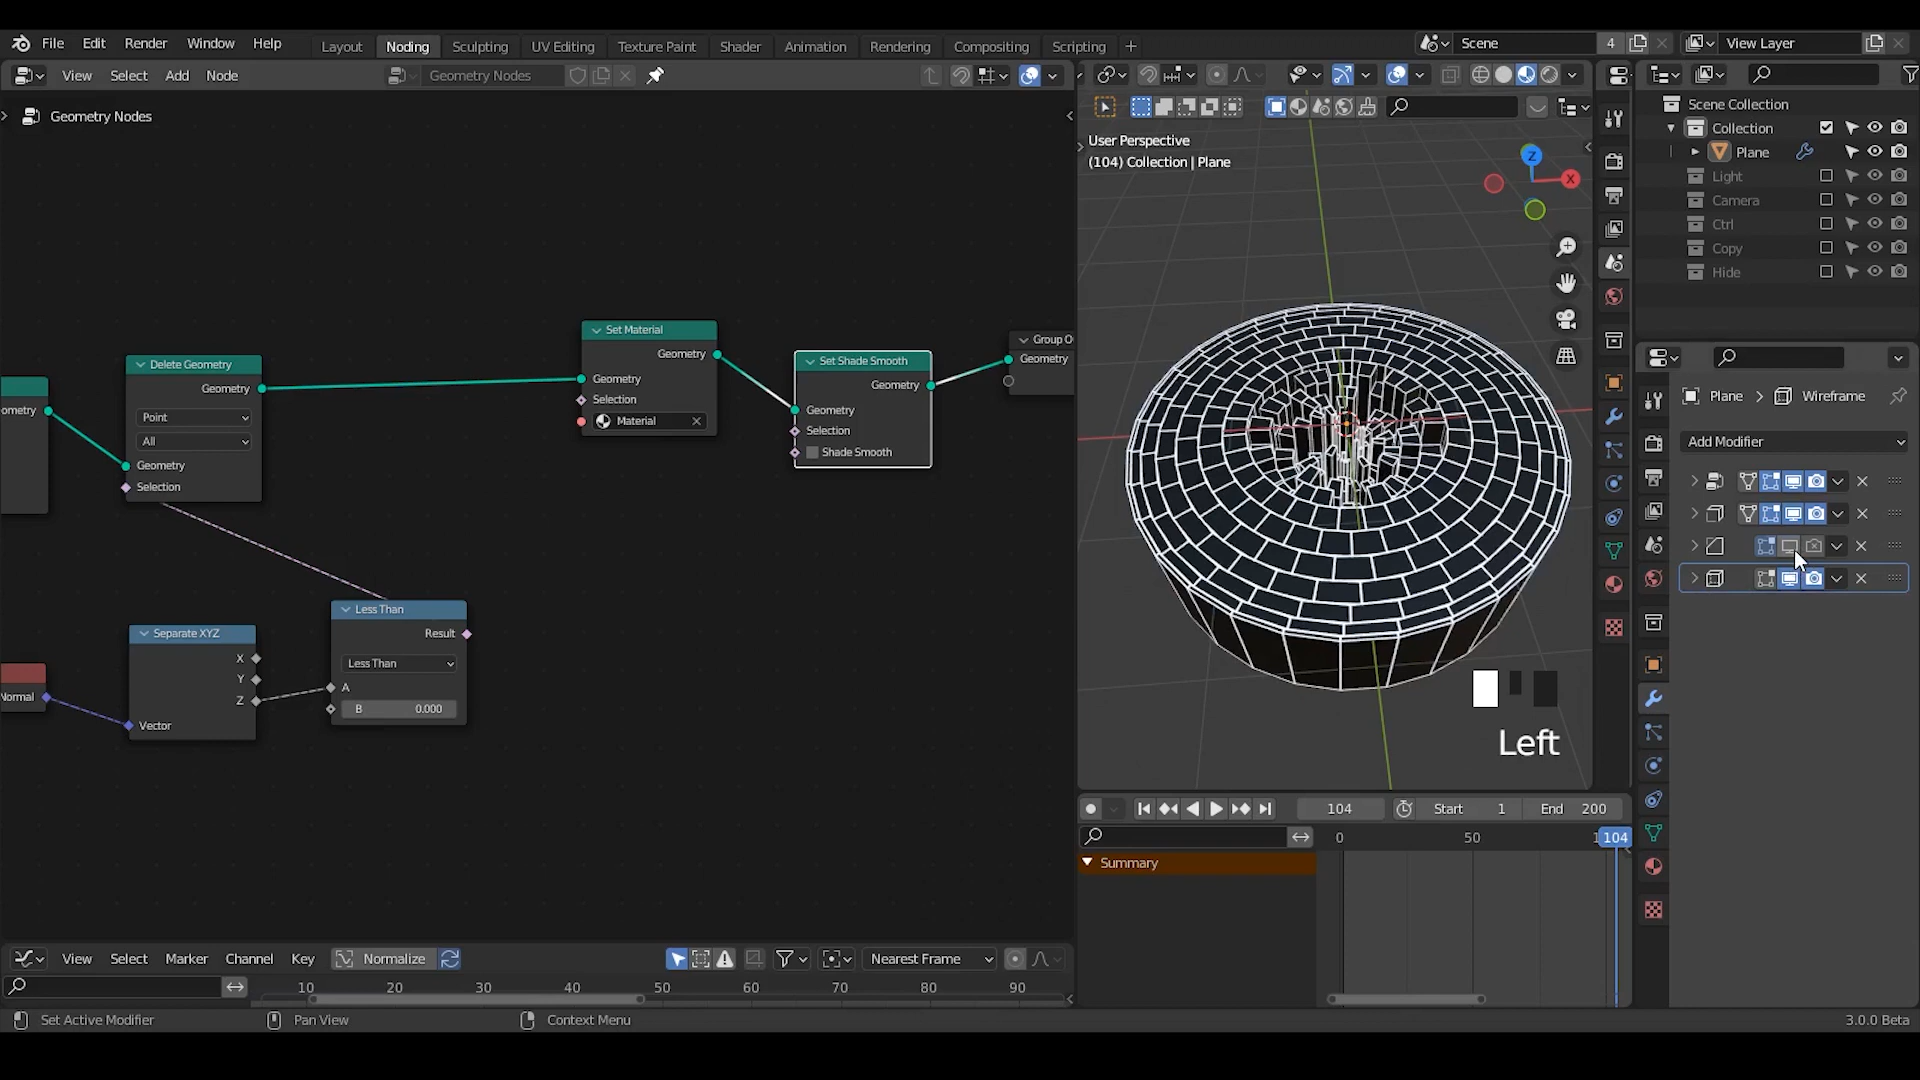 File Edit Render Window Help
Layout Noding Sculpting UV Editing Texture Paint Shader Animation Rendering Compositing Scripting +
Scene 4
View Layer
View Select Add Node
Geometry Nodes
Geometry Nodes
User Perspective
(104) Collection | Plane
Z
X
Scene Collection
Collection
Plane
Light
Camera
Ctrl
Copy
Hide
ometry
Delete Geometry
Geometry
Point
All
Geometry
Selection
Set Material
Geometry
Geometry
Selection
Material
Set Shade Smooth
Geometry
Geometry
Selection
Shade Smooth
Group O
Geometry
Normal
Separate XYZ
X
Y
Z
Vector
Less Than
Result
Less Than
A
B 0.000
Left
Plane > Wireframe
Add Modifier
104 Start 1 End 200
0 50 104
Summary
View Select Marker Channel Key Normalize
Nearest Frame
10 20 30 40 50 60 70 80 90
Set Active Modifier Pan View Context Menu
3.0.0 Beta